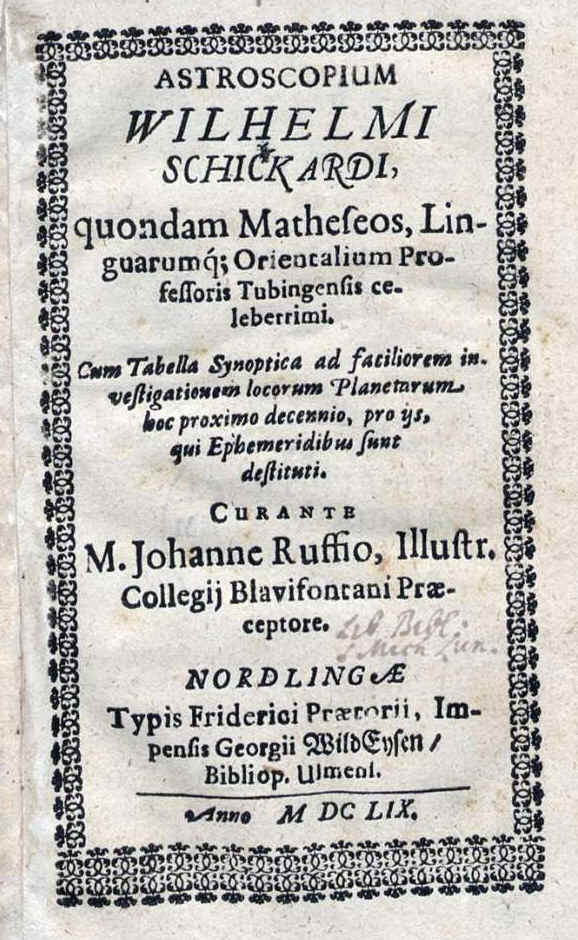 ASTROSCOPIUM
WILHELMI
SCHICKARDI,
quondam Matheſeos, Lin-
guarumq́; Orientalium Pro-
feſſoris Tubingenſis ce-
leberrimi.
Cum Tabella Synoptica ad faciliorem in-
veſtigationem locorum Planetarum
hoc proximo decennio, pro ijs,
qui Ephemeridibus ſunt
deſtituti.
CURANTE
M. Johanne Ruffio, Illuſtr.
Collegij Blavifontani Præ-
ceptore.
NORDLINGÆ
Typis Friderici Prætorii, Im-
penſis Georgii WildEyſen /
Bibliop. Ulmenſ.
Anno M DC LIX.